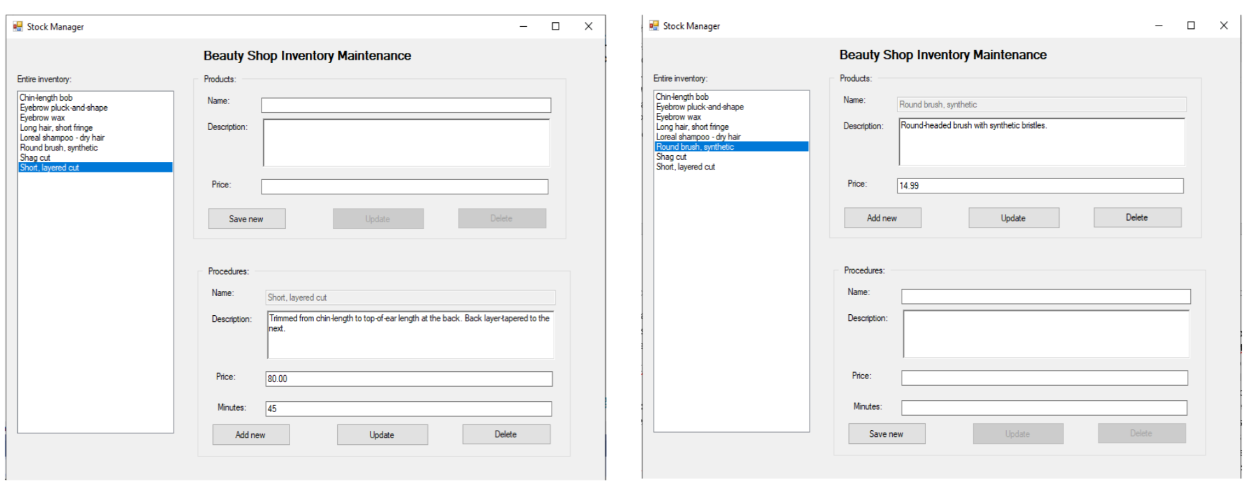 Stock Manager
Beauty Shop Inventory Maintenance
Entire inventory:
Chin-length bob
Eyebrow pluck-and-shape
Eyebrow wax
Long hair, short fringe
Loreal shampoo - dry hair
Round brush, synthetic
Shag cut
Short, layered cut
Products:
Name:
Description:
Price:
Save new
Update
Delete
Procedures:
Name:
Short, layered cut
Description:
Trimmed from chin-length to top-of-ear length at the back. Back layer-tapered to the
next.
Price:
80.00
Minutes:
45
Add new
Update
Delete
Stock Manager
Beauty Shop Inventory Maintenance
Entire inventory:
Chin-length bob
Eyebrow pluck-and-shape
Eyebrow wax
Long hair, short fringe
Loreal shampoo - dry hair
Round brush, synthetic
Shag cut
Short, layered cut
Products:
Name:
Round brush, synthetic
Description:
Round-headed brush with synthetic bristles.
Price:
14.99
Add new
Update
Delete
Procedures:
Name:
Description:
Price:
Minutes:
Save new
Update
Delete